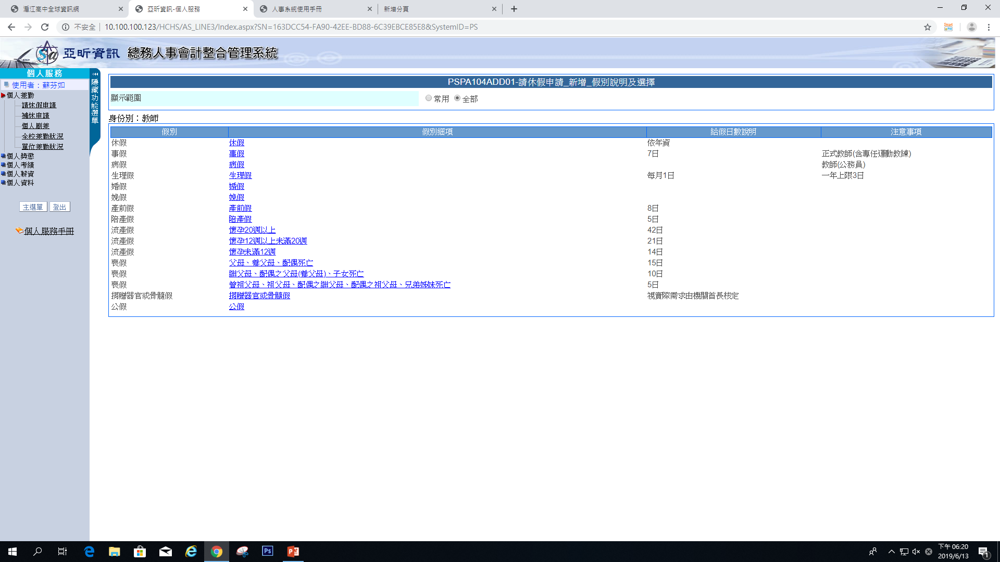 滬江高中全球資訊網
亞昕資訊-個人服務
人事系統使用手冊
新增分頁
不安全 10.100.100.123/HCHS/AS_LINE3/Index.aspx?SN=163DCC54-FA90-42EE-BD88-6C39EBCE85E8&SystemID=PS
亞昕資訊 總務人事會計整合管理系統
個人服務
使用者：蘇芬如
個人差勤
請休假申請
補休申請
個人刷差
全校差勤狀況
單位差勤狀況
個人獎懲
個人考績
個人薪資
個人資料
主選單 登出
個人服務手冊
隱藏功能選單
PSPA104ADD01-請休假申請_新增_假別說明及選擇
顯示範圍 常用 全部
身份別：教師
假別 假別細項 給假日數說明 注意事項
休假 休假 依年資
事假 事假 7日 正式教師(含專任運動教練)
病假 病假 教師(公務員)
生理假 生理假 每月1日 一年上限3日
婚假 婚假
娩假 娩假
產前假 產前假 8日
陪產假 陪產假 5日
流產假 懷孕20週以上 42日
流產假 懷孕12週以上未滿20週 21日
流產假 懷孕未滿12週 14日
喪假 父母、養父母、配偶死亡 15日
喪假 繼父母、配偶之父母(養父母)、子女死亡 10日
喪假 曾祖父母、祖父母、配偶之繼父母、配偶之祖父母、兄弟姊妹死亡 5日
捐贈器官或骨髓假 捐贈器官或骨髓假 視實際需求由機關首長核定
公假 公假
下午 06:20
2019/6/13
1
Ps